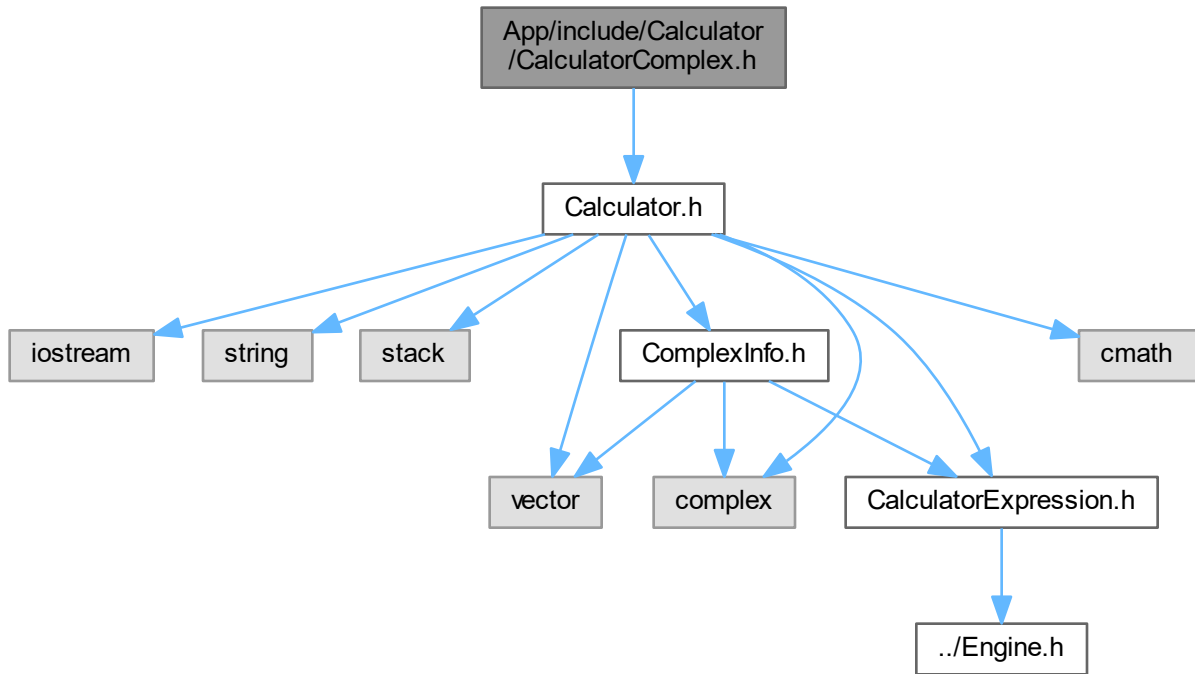 App/include/Calculator
/CalculatorComplex.h
Calculator.h
iostream
string
stack
ComplexInfo.h
cmath
vector
complex
CalculatorExpression.h
../Engine.h